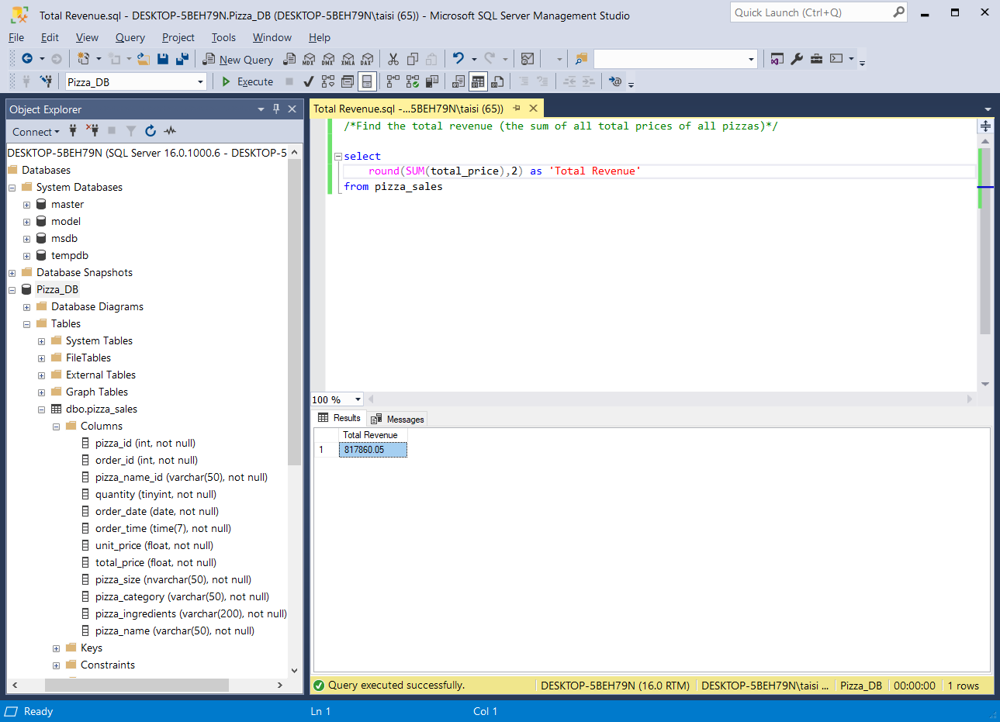 Total Revenue.sql - DESKTOP-5BEH79N.Pizza_DB (DESKTOP-5BEH79N\taisi (65)) - Microsoft SQL Server Management Studio
Quick Launch (Ctrl+Q)
File Edit View Query Project Tools Window Help
New Query MDX DMX XMLA DAX
Pizza_DB Execute
Object Explorer
Connect
DESKTOP-5BEH79N (SQL Server 16.0.1000.6 - DESKTOP-5
Databases
System Databases
master
model
msdb
tempdb
Database Snapshots
Pizza_DB
Database Diagrams
Tables
System Tables
FileTables
External Tables
Graph Tables
dbo.pizza_sales
Columns
pizza_id (int, not null)
order_id (int, not null)
pizza_name_id (varchar(50), not null)
quantity (tinyint, not null)
order_date (date, not null)
order_time (time(7), not null)
unit_price (float, not null)
total_price (float, not null)
pizza_size (nvarchar(50), not null)
pizza_category (varchar(50), not null)
pizza_ingredients (varchar(200), not null)
pizza_name (varchar(50), not null)
Keys
Constraints
Total Revenue.sql -...5BEH79N\taisi (65))
/*Find the total revenue (the sum of all total prices of all pizzas)*/
select
round(SUM(total_price),2) as 'Total Revenue'
from pizza_sales
100 %
Results Messages
Total Revenue
1 817860.05
Query executed successfully. DESKTOP-5BEH79N (16.0 RTM) DESKTOP-5BEH79N\taisi ... Pizza_DB 00:00:00 1 rows
Ready Ln 1 Col 1